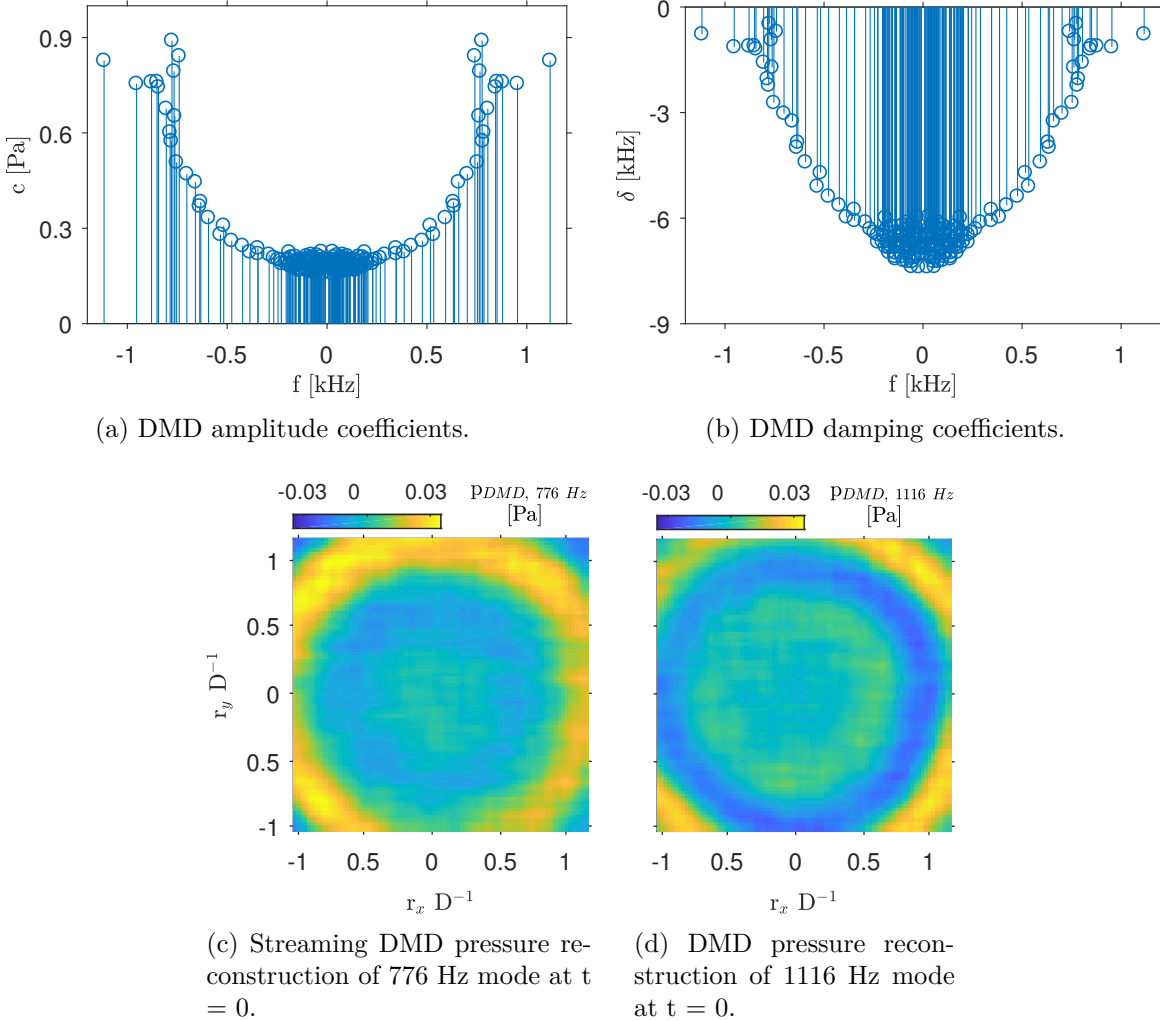 0.9
0.6
0.3
0
c [Pa]
-1 -0.5 0 0.5 1
f [kHz]
(a) DMD amplitude coefficients.
0
-3
-6
-9
δ [kHz]
-1 -0.5 0 0.5 1
f [kHz]
(b) DMD damping coefficients.
-0.03 0 0.03
pDMD, 776 Hz
[Pa]
1
0.5
0
0.5
-1
r_y D⁻¹
-1 0.5 0 0.5 1
r_x D⁻¹
(c) Streaming DMD pressure re-
construction of 776 Hz mode at t
= 0.
-0.03 0 0.03
pDMD, 1116 Hz
[Pa]
-1 0.5 0 0.5 1
r_x D⁻¹
(d) DMD pressure recon-
struction of 1116 Hz mode
at t = 0.